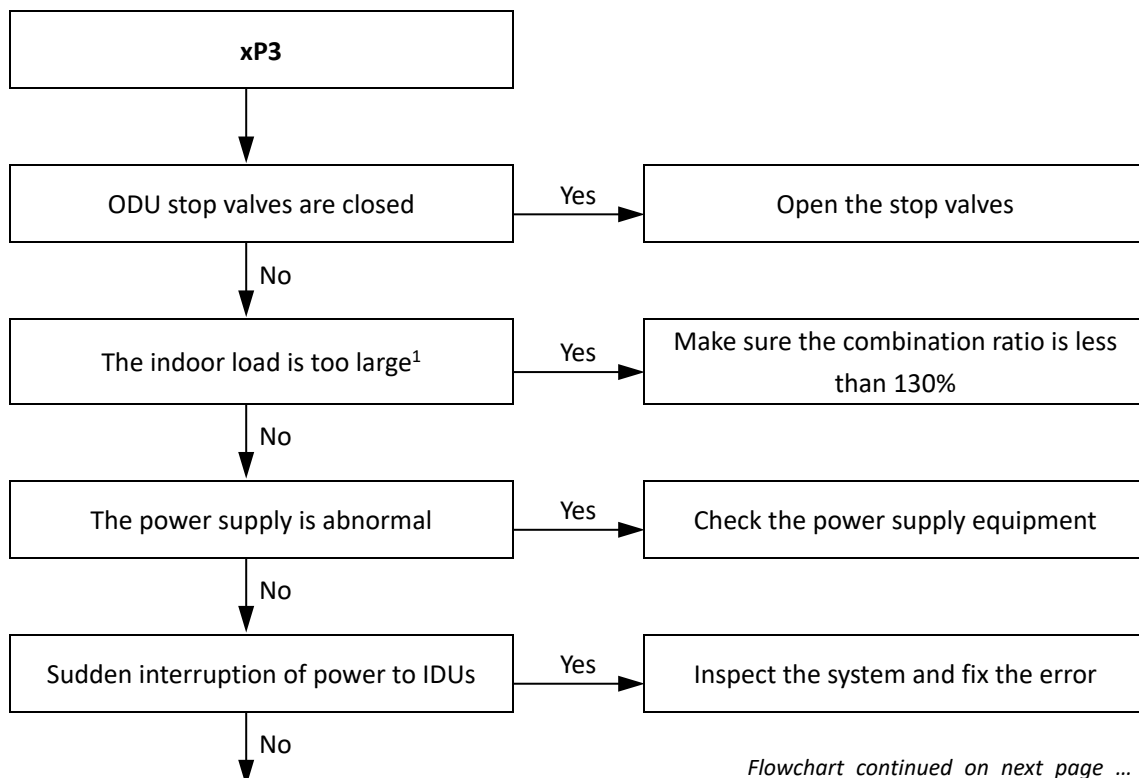 xP3
ODU stop valves are closed
Yes
Open the stop valves
No
The indoor load is too large¹
Yes
Make sure the combination ratio is less
than 130%
No
The power supply is abnormal
Yes
Check the power supply equipment
No
Sudden interruption of power to IDUs
Yes
Inspect the system and fix the error
No
Flowchart continued on next page …